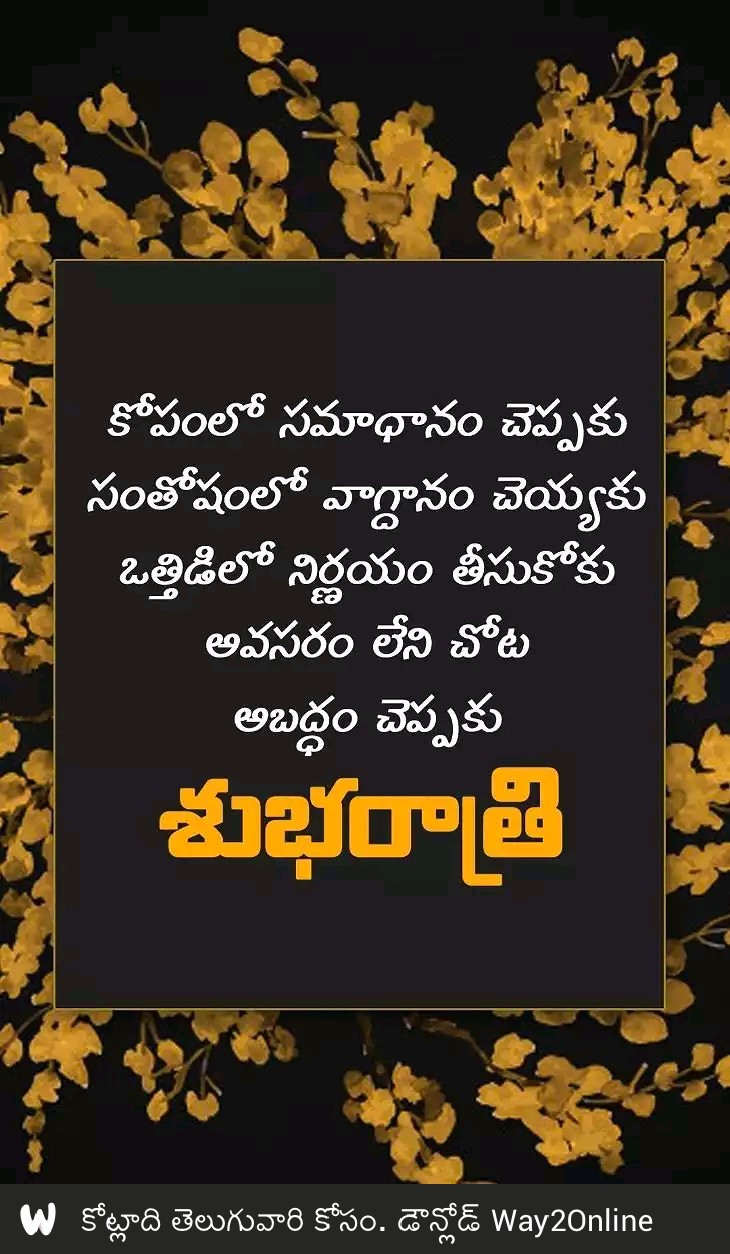 కోపంలో సమాధానం చెప్పకు
సంతోషంలో వాగ్దానం చెయ్యకు
ఒత్తిడిలో నిర్ణయం తీసుకోకు
అవసరం లేని చోట
అబద్ధం చెప్పకు
శుభరాత్రి
W కోట్లాది తెలుగువారి కోసం. డౌన్లోడ్ Way2Online